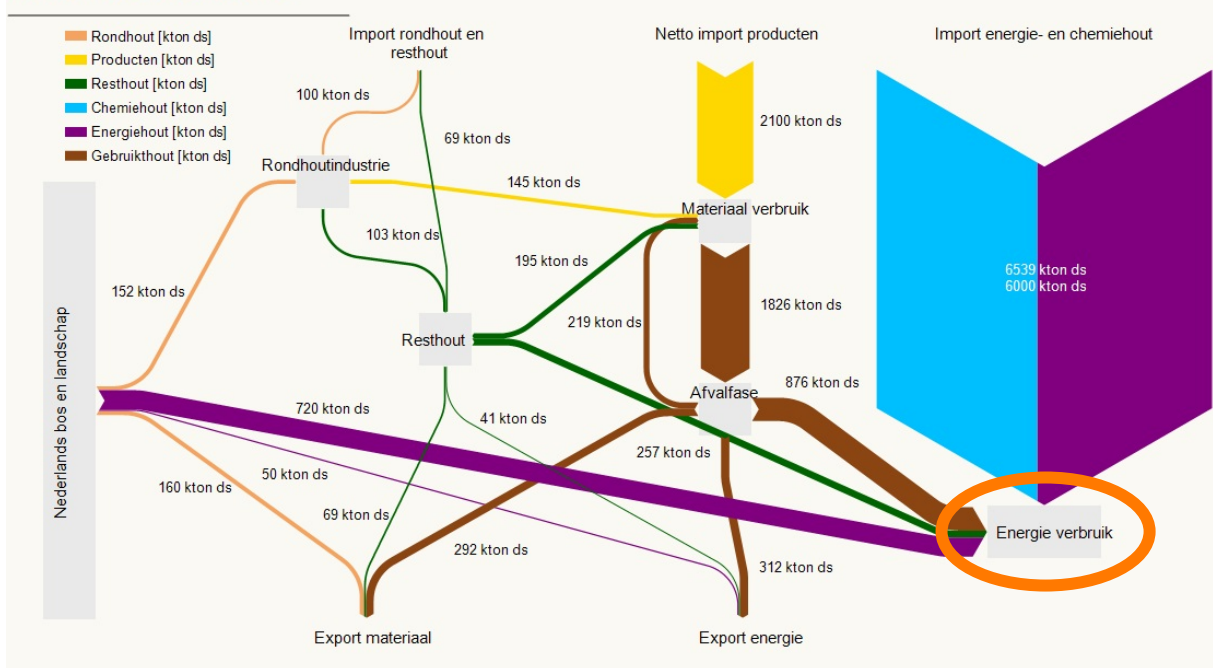 Rondhout [kton ds]
Producten [kton ds]
Resthout [kton ds]
Chemiehout [kton ds]
Energiehout [kton ds]
Gebruikthout [kton ds]
Import rondhout en
resthout
Netto import producten
Import energie- en chemiehout
100 kton ds
69 kton ds
2100 kton ds
Rondhoutindustrie
145 kton ds
Materiaal verbruik
103 kton ds
195 kton ds
6539 kton ds
6000 kton ds
152 kton ds
1826 kton ds
219 kton ds
Nederlands bos en landschap
Resthout
Afvalfase
876 kton ds
720 kton ds
41 kton ds
257 kton ds
50 kton ds
160 kton ds
69 kton ds
292 kton ds
312 kton ds
Energie verbruik
Export materiaal
Export energie